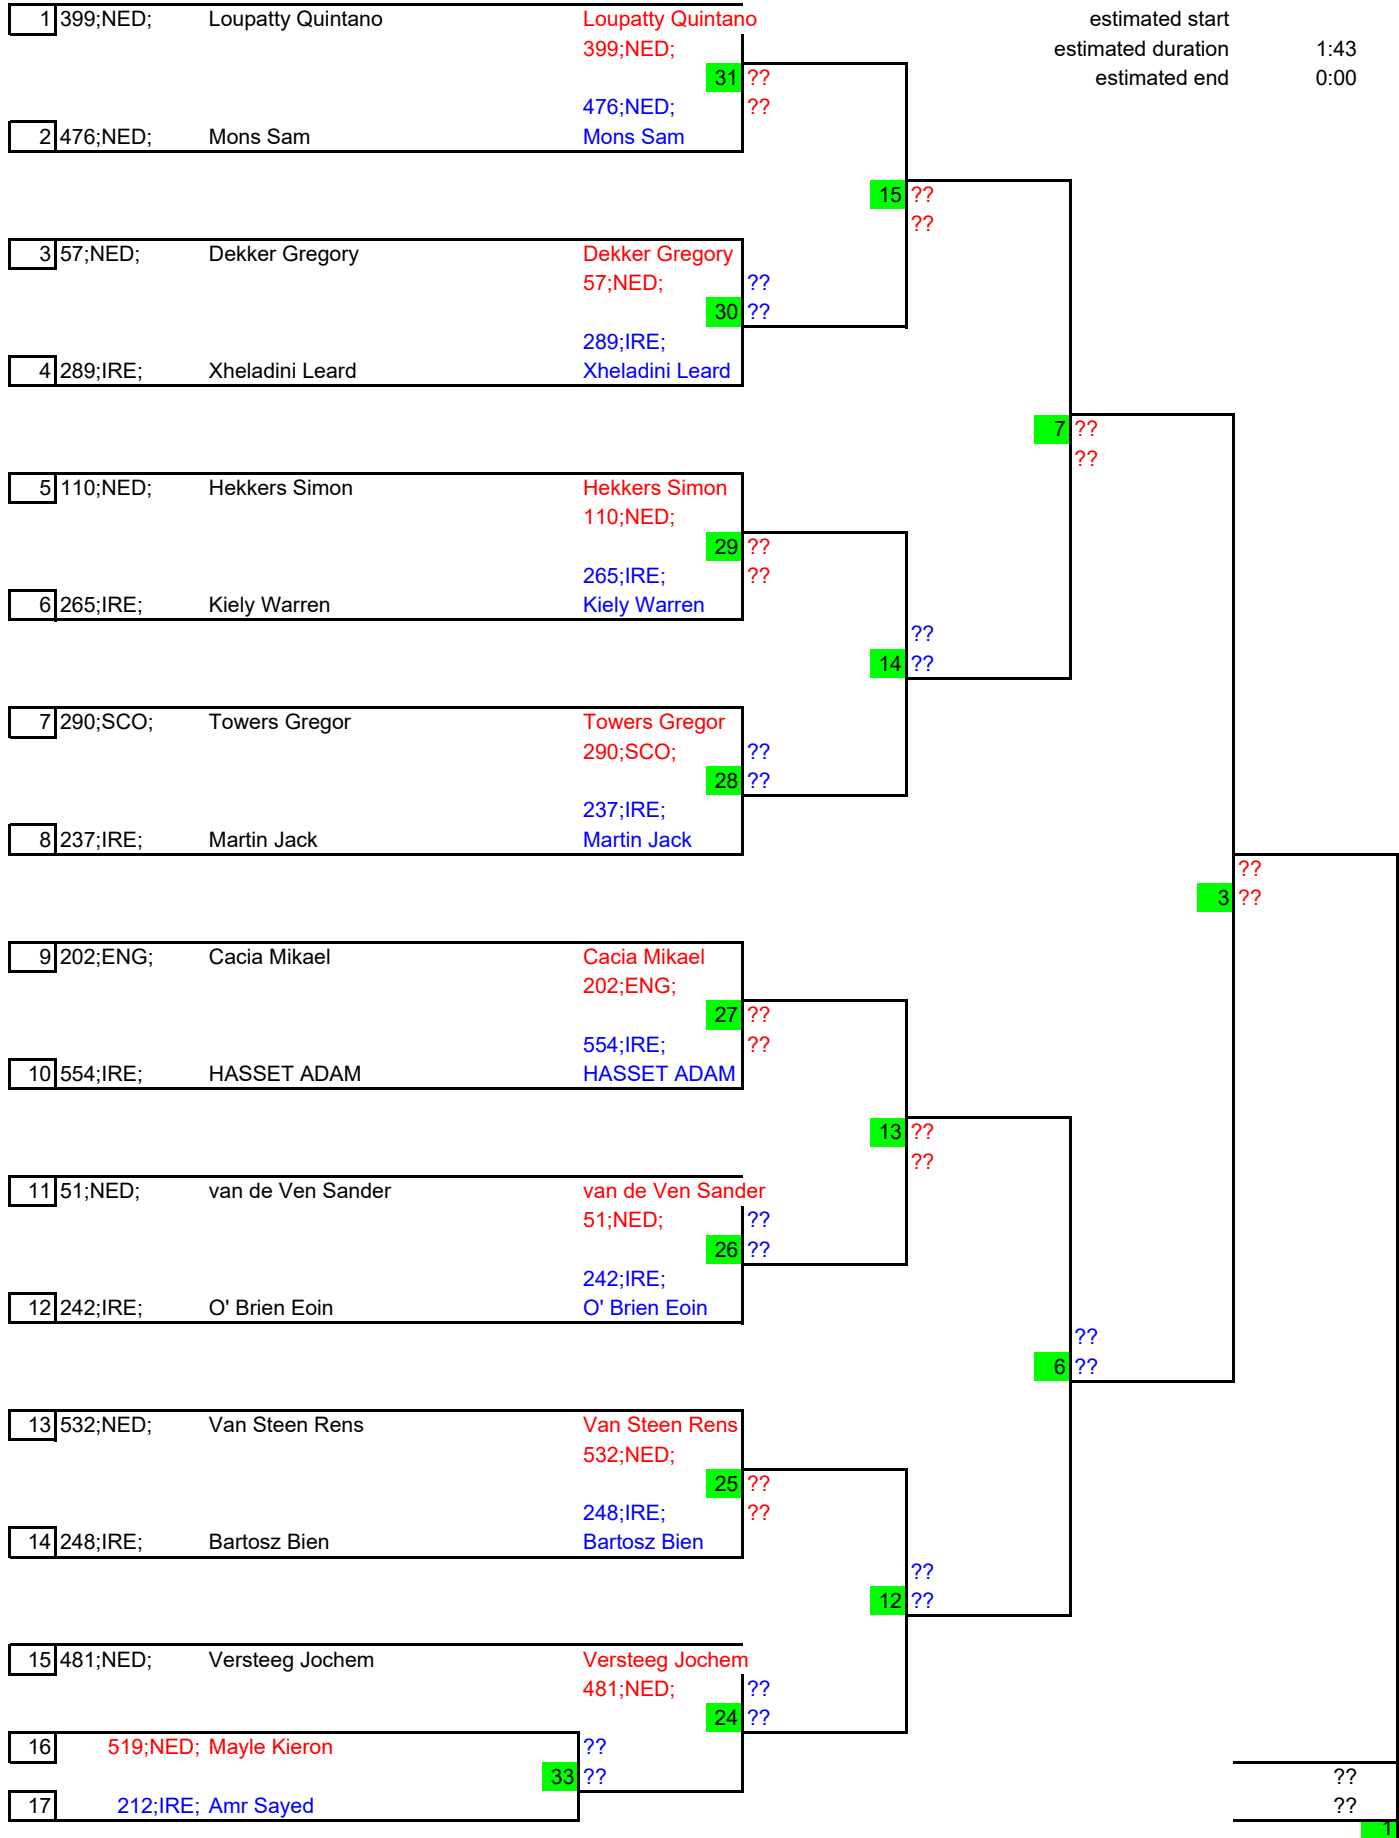 1 399;NED; Loupatty Quintano Loupatty Quintano estimated start
399;NED; estimated duration 1:43
31 ?? estimated end 0:00
476;NED; ??
2 476;NED; Mons Sam Mons Sam
15 ??
??
3 57;NED; Dekker Gregory Dekker Gregory
57;NED; ??
30 ??
289;IRE;
4 289;IRE; Xheladini Leard Xheladini Leard
7 ??
??
5 110;NED; Hekkers Simon Hekkers Simon
110;NED;
29 ??
265;IRE; ??
6 265;IRE; Kiely Warren Kiely Warren
??
14 ??
7 290;SCO; Towers Gregor Towers Gregor
290;SCO; ??
28 ??
237;IRE;
8 237;IRE; Martin Jack Martin Jack
??
3 ??
9 202;ENG; Cacia Mikael Cacia Mikael
202;ENG;
27 ??
554;IRE; ??
10 554;IRE; HASSET ADAM HASSET ADAM
13 ??
??
11 51;NED; van de Ven Sander van de Ven Sander
51;NED; ??
26 ??
242;IRE;
12 242;IRE; O' Brien Eoin O' Brien Eoin
??
6 ??
13 532;NED; Van Steen Rens Van Steen Rens
532;NED;
25 ??
248;IRE; ??
14 248;IRE; Bartosz Bien Bartosz Bien
??
12 ??
15 481;NED; Versteeg Jochem Versteeg Jochem
481;NED; ??
24 ??
16 519;NED; Mayle Kieron ??
33 ?? ??
17 212;IRE; Amr Sayed ??
1